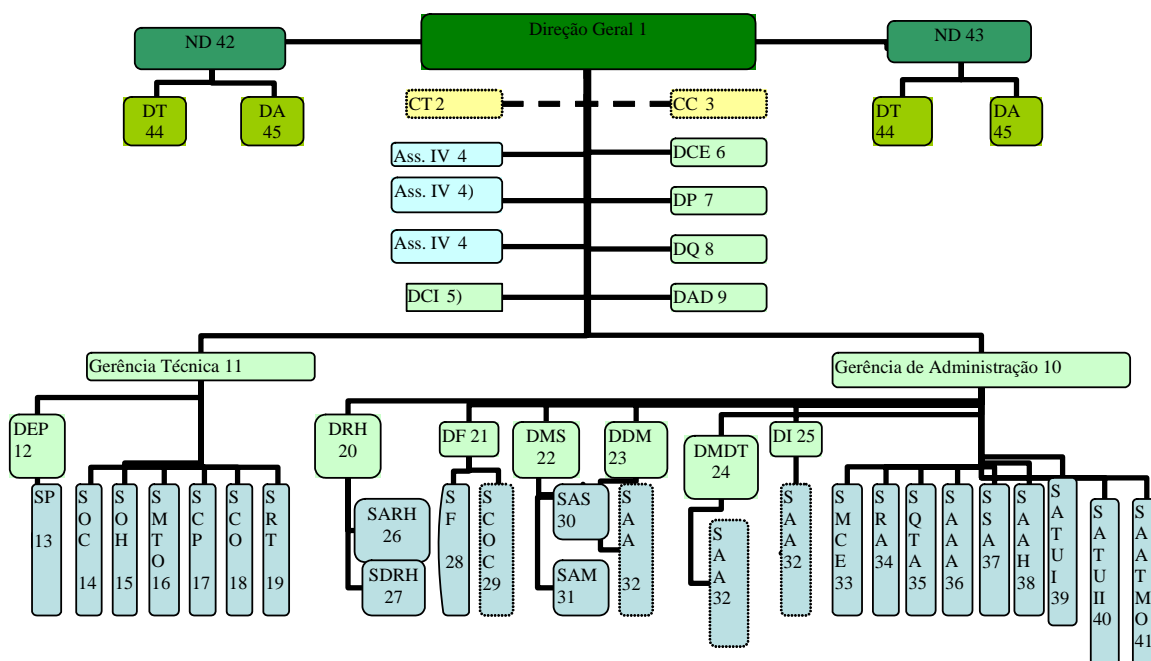 Direção Geral 1
ND 42
ND 43
DT
44
DA
45
DT
44
DA
45
CT 2
CC 3
Ass. IV 4
DCE 6
Ass. IV 4)
DP 7
Ass. IV 4
DQ 8
DCI 5)
DAD 9
Gerência Técnica 11
Gerência de Administração 10
DEP
12
DRH
20
DF 21
DMS
22
DDM
23
DMDT
24
DI 25
SP
13
S
O
C
14
S
O
H
15
S
M
T
O
16
S
C
P
17
S
C
O
18
S
R
T
19
SARH
26
SDRH
27
S
F
28
S
C
O
C
29
SAS
30
SAM
31
S
A
A
32
S
A
A
32
S
A
A
32
S
M
C
E
33
S
R
A
34
S
Q
T
A
35
S
A
A
A
36
S
S
A
37
S
A
A
H
38
S
A
T
U
I
39
S
A
T
U
II
40
S
A
A
T
M
O
41